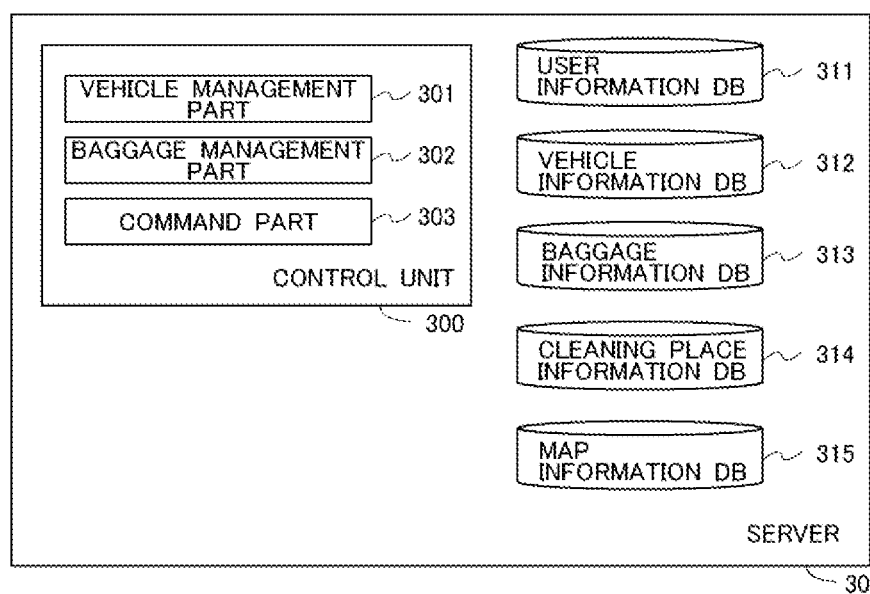 VEHICLE MANAGEMENT
PART
301
BAGGAGE MANAGEMENT
PART
302
COMMAND PART
303
CONTROL UNIT
300
USER
INFORMATION DB
311
VEHICLE
INFORMATION DB
312
BAGGAGE
INFORMATION DB
313
CLEANING PLACE
INFORMATION DB
314
MAP
INFORMATION DB
315
SERVER
30